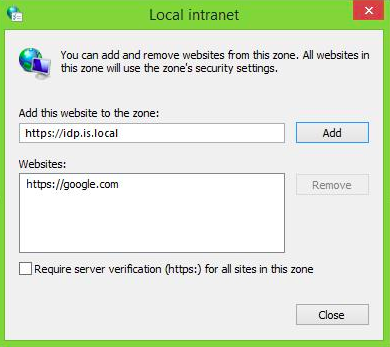 Local intranet
You can add and remove websites from this zone. All websites in
this zone will use the zone's security settings.
Add this website to the zone:
https://idp.is.local
Add
Websites:
https://google.com
Remove
Require server verification (https:) for all sites in this zone
Close